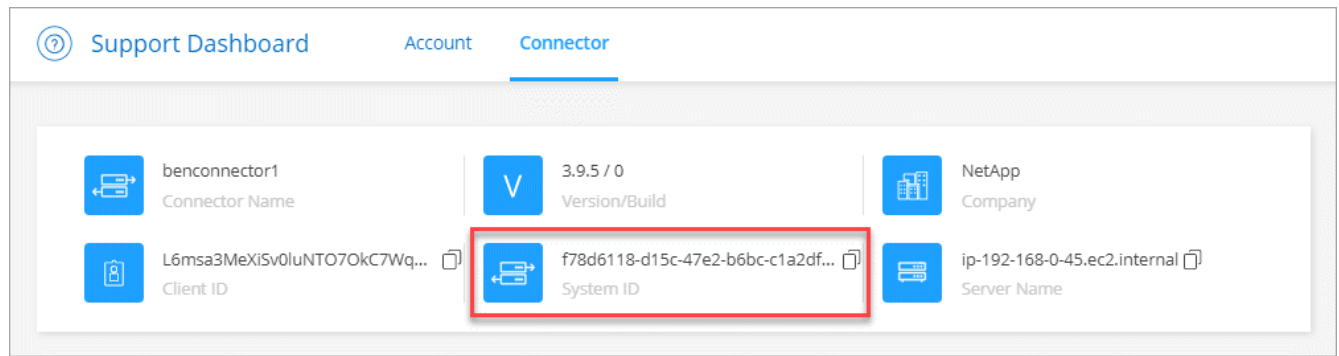 Support Dashboard Account Connector
benconnector1
Connector Name
3.9.5 / 0
Version/Build
NetApp
Company
L6msa3MeXiSv0luNTO7OkC7Wq...
Client ID
f78d6118-d15c-47e2-b6bc-c1a2df...
System ID
ip-192-168-0-45.ec2.internal
Server Name